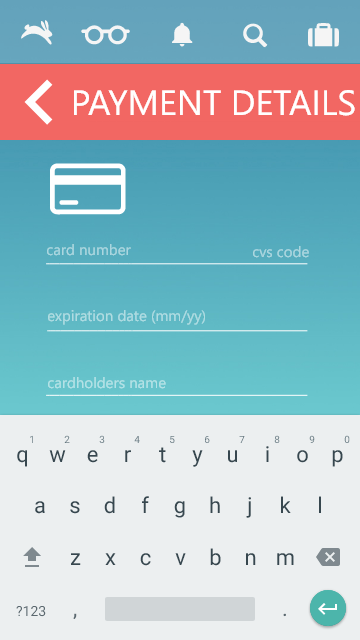 PAYMENT DETAILS
card number cvs code
expiration date (mm/yy)
cardholders name
1 2 3 4 5 6 7 8 9 0
q w e r t y u i o p
a s d f g h j k l
z x c v b n m
?123 , .